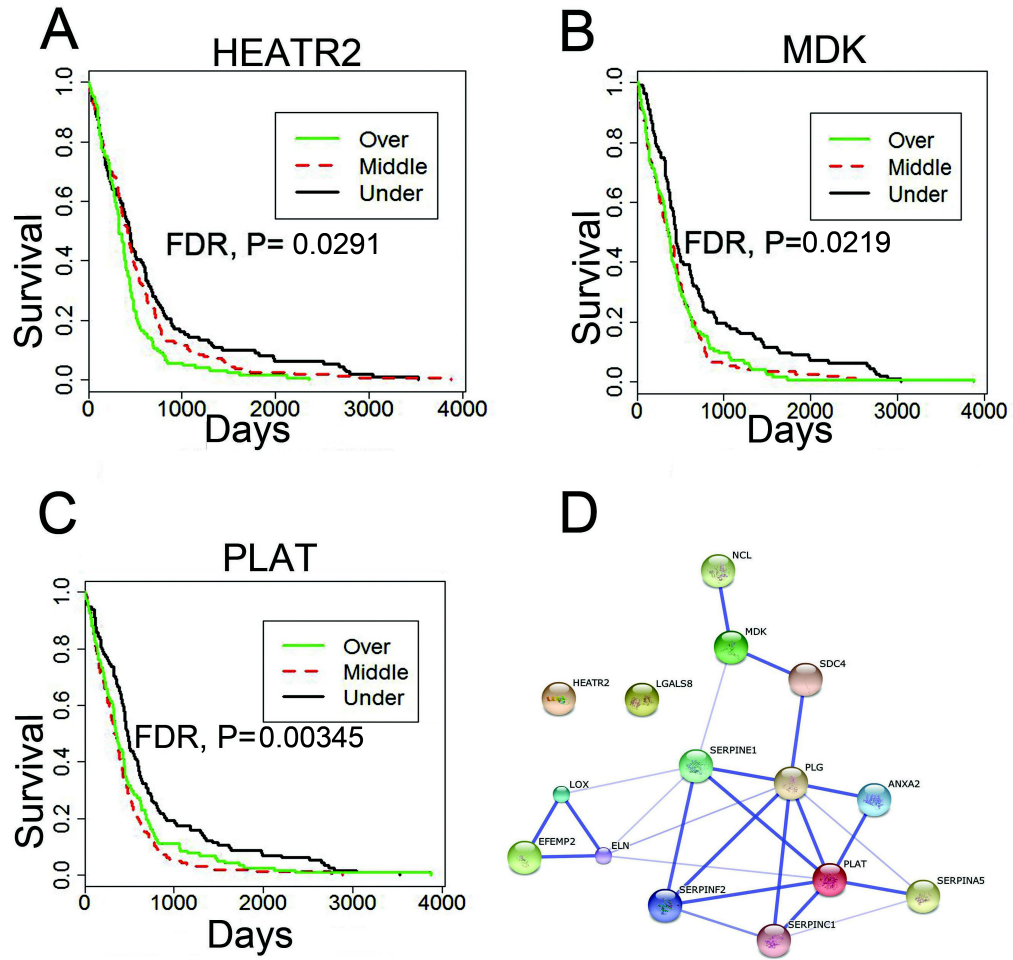 A
HEATR2
1.0
0.8
0.6
0.4
0.2
0.0
Survival
Over
Middle
Under
FDR, P= 0.0291
0 1000 2000 3000 4000
Days
B
MDK
1.0
0.8
0.6
0.4
0.2
0.0
Survival
Over
Middle
Under
FDR, P=0.0219
0 1000 2000 3000 4000
Days
C
PLAT
1.0
0.8
0.6
0.4
0.2
0.0
Survival
Over
Middle
Under
FDR, P=0.00345
0 1000 2000 3000 4000
Days
D
NCL
MDK
SDC4
HEATR2
LGALS8
SERPINE1
PLG
ANXA2
LOX
EFEMP2
ELN
PLAT
SERPINA5
SERPINF2
SERPINC1